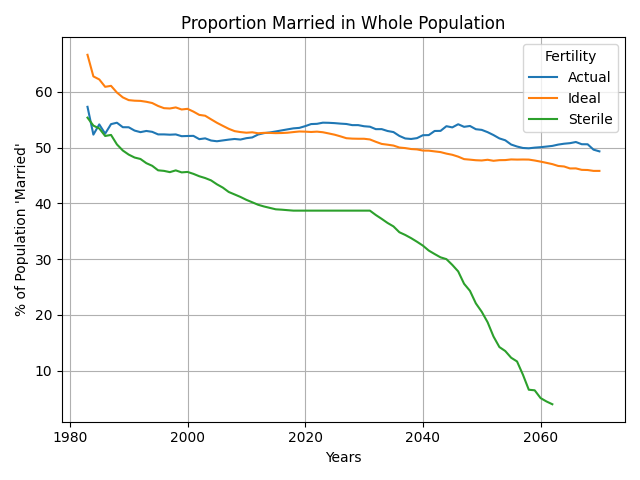 Proportion Married in Whole Population
Fertility
Actual
Ideal
Sterile
% of Population 'Married'
60
50
40
30
20
10
1980 2000 2020 2040 2060
Years